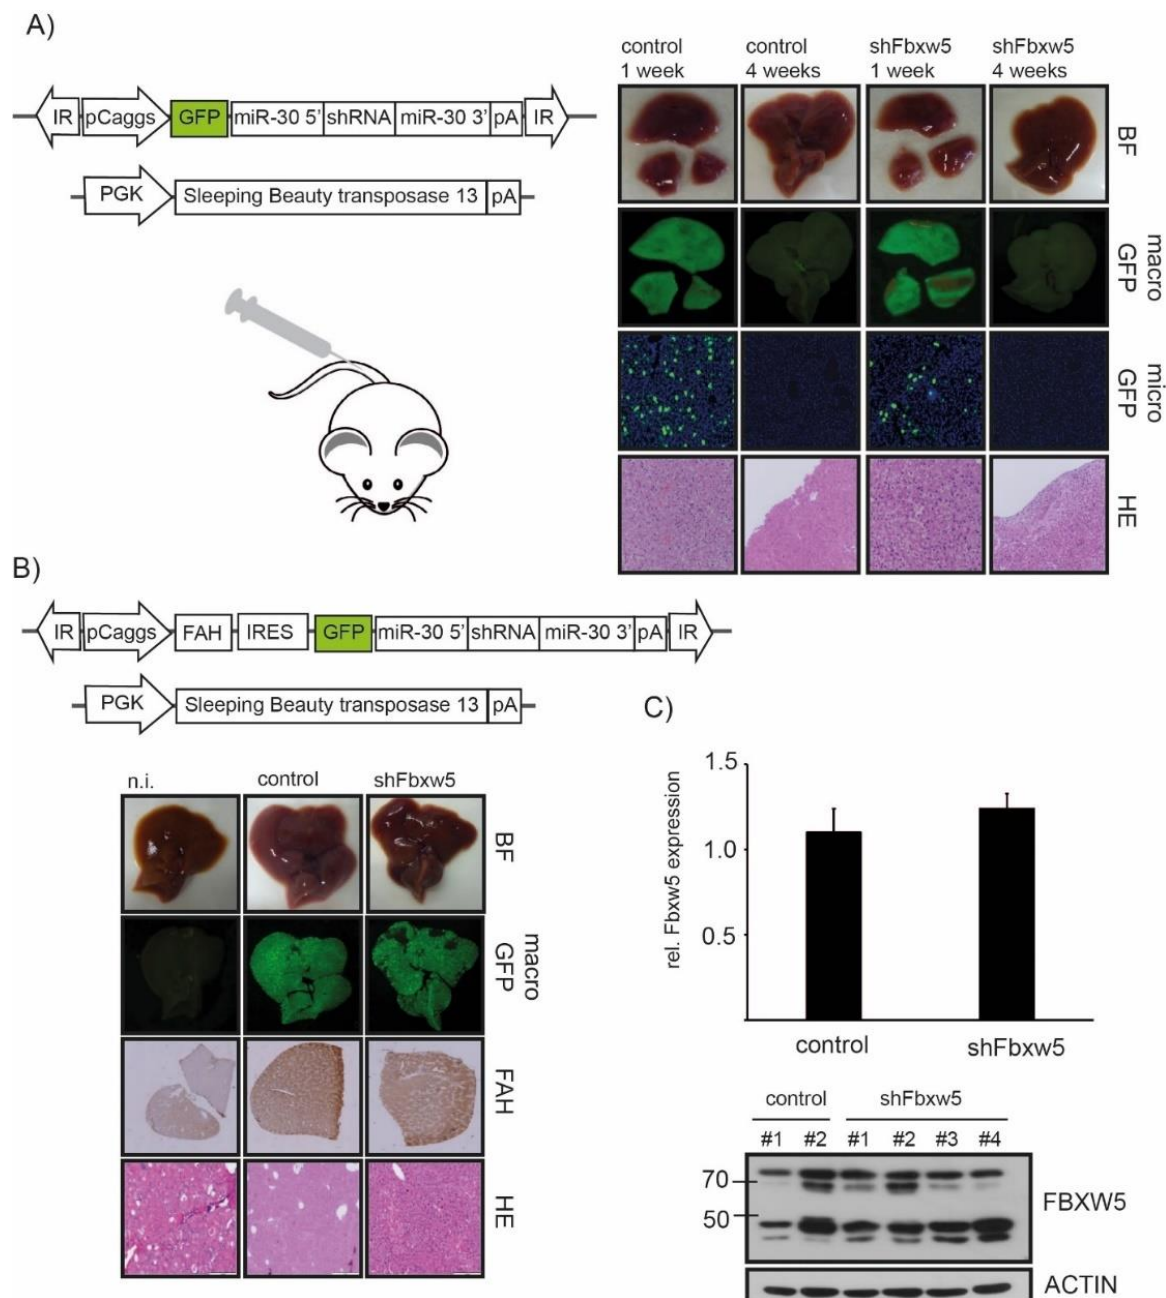 A)
control control shFbxw5 shFbxw5
1 week 4 weeks 1 week 4 weeks
IR pCaggs GFP miR-30 5' shRNA miR-30 3' pA IR
PGK Sleeping Beauty transposase 13 pA
BF
macro
GFP
micro
GFP
HE
B)
IR pCaggs FAH IRES GFP miR-30 5' shRNA miR-30 3' pA IR
PGK Sleeping Beauty transposase 13 pA
n.i. control shFbxw5
BF
macro
GFP
FAH
HE
C)
rel. Fbxw5 expression
1.5
1.0
0.5
control shFbxw5
control shFbxw5
#1 #2 #1 #2 #3 #4
70
50
FBXW5
ACTIN